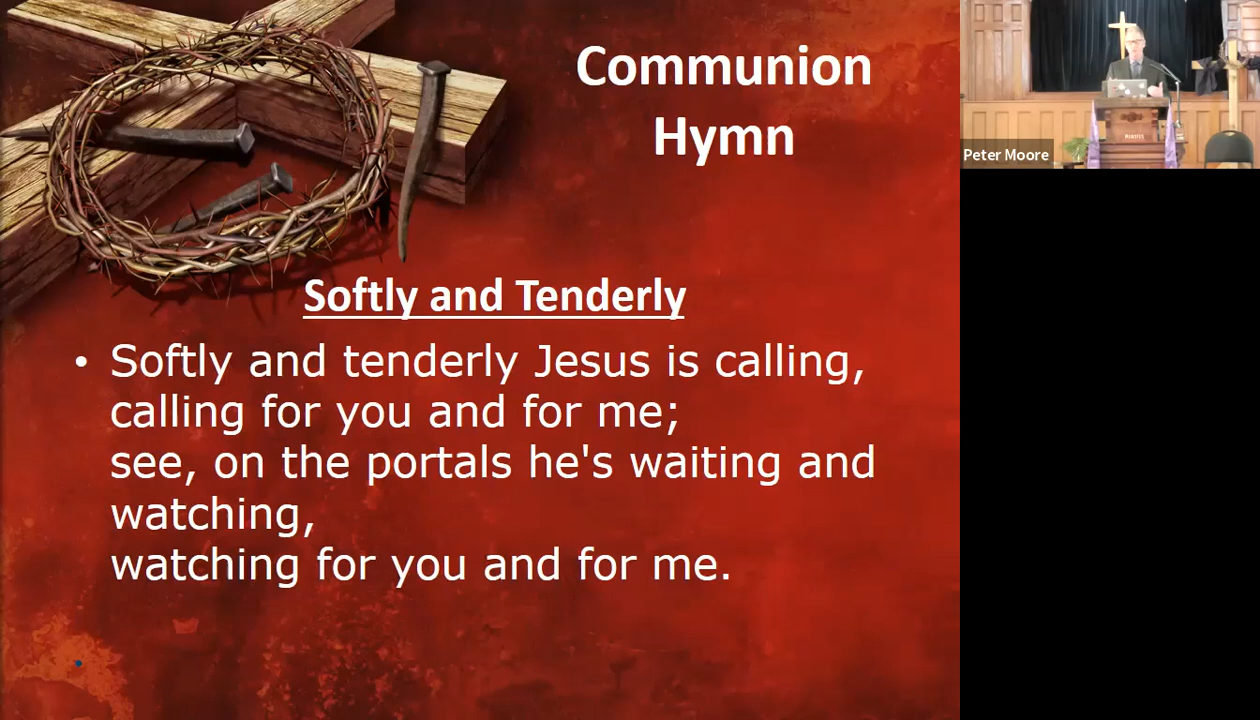 Communion
Hymn
Peter Moore
Softly and Tenderly
• Softly and tenderly Jesus is calling,
calling for you and for me;
see, on the portals he's waiting and
watching,
watching for you and for me.